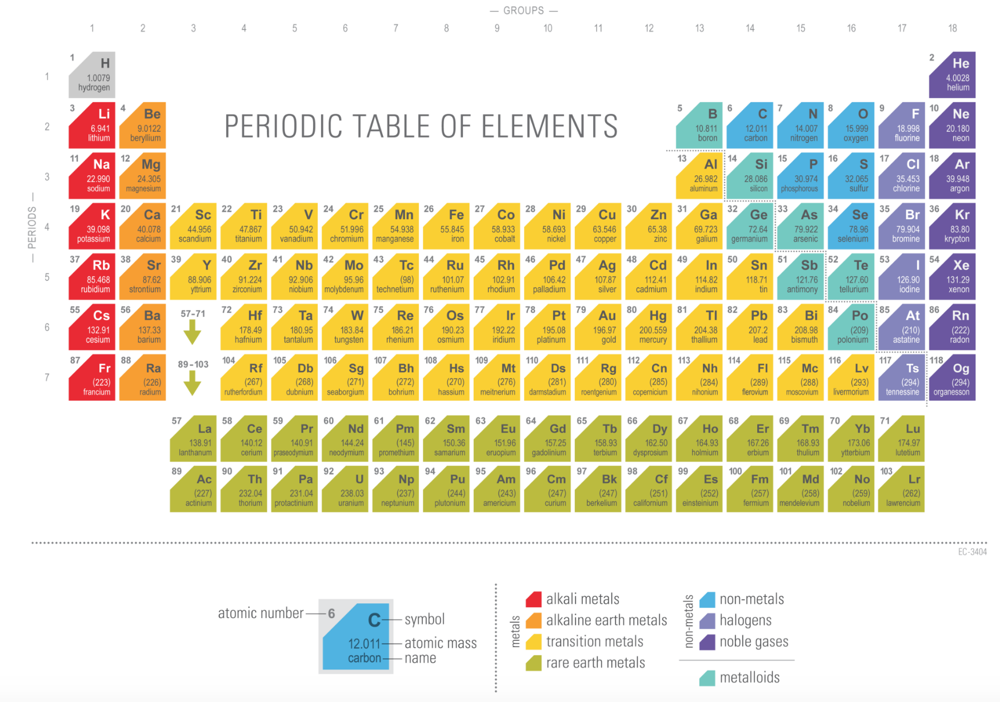 — GROUPS —
1 2 3 4 5 6 7 8 9 10 11 12 13 14 15 16 17 18
— PERIODS —
PERIODIC TABLE OF ELEMENTS
1
1 H 2 He
1.0079 4.0028
hydrogen helium
2
3 Li 4 Be 5 B 6 C 7 N 8 O 9 F 10 Ne
6.941 9.0122 10.811 12.011 14.007 15.999 18.998 20.180
lithium beryllium boron carbon nitrogen oxygen fluorine neon
3
11 Na 12 Mg 13 Al 14 Si 15 P 16 S 17 Cl 18 Ar
22.990 24.305 26.982 28.086 30.974 32.065 35.453 39.948
sodium magnesium aluminum silicon phosphorous sulfur chlorine argon
4
19 K 20 Ca 21 Sc 22 Ti 23 V 24 Cr 25 Mn 26 Fe 27 Co 28 Ni 29 Cu 30 Zn 31 Ga 32 Ge 33 As 34 Se 35 Br 36 Kr
39.098 40.078 44.956 47.867 50.942 51.996 54.938 55.845 58.933 58.693 63.546 65.38 69.723 72.64 79.922 78.96 79.904 83.80
potassium calcium scandium titanium vanadium chromium manganese iron cobalt nickel copper zinc galium germanium arsenic selenium bromine krypton
5
37 Rb 38 Sr 39 Y 40 Zr 41 Nb 42 Mo 43 Tc 44 Ru 45 Rh 46 Pd 47 Ag 48 Cd 49 In 50 Sn 51 Sb 52 Te 53 I 54 Xe
85.468 87.62 88.906 91.224 92.906 95.96 (98) 101.07 102.91 106.42 107.87 112.41 114.82 118.71 121.76 127.60 126.90 131.29
rubidium strontium yttrium zirconium niobium molybdenum technetium ruthenium rhodium palladium silver cadmium indium tin antimony tellurium iodine xenon
6
55 Cs 56 Ba 57-71 72 Hf 73 Ta 74 W 75 Re 76 Os 77 Ir 78 Pt 79 Au 80 Hg 81 Tl 82 Pb 83 Bi 84 Po 85 At 86 Rn
132.91 137.33 178.49 180.95 183.84 186.21 190.23 192.22 195.08 196.97 200.559 204.38 207.2 208.98 (209) (210) (222)
cesium barium hafnium tantalum tungsten rhenium osmium iridium platinum gold mercury thallium lead bismuth polonium astatine radon
7
87 Fr 88 Ra 89-103 104 Rf 105 Db 106 Sg 107 Bh 108 Hs 109 Mt 110 Ds 111 Rg 112 Cn 113 Nh 114 Fl 115 Mc 116 Lv 117 Ts 118 Og
(223) (226) (267) (268) (271) (272) (270) (276) (281) (280) (285) (284) (289) (288) (293) (294) (294)
francium radium rutherfordium dubnium seaborgium bohrium hassium meitnerium darmstadium roentgenium copernicium nihonium flerovium moscovium livermorium tennessine organesson
57 La 58 Ce 59 Pr 60 Nd 61 Pm 62 Sm 63 Eu 64 Gd 65 Tb 66 Dy 67 Ho 68 Er 69 Tm 70 Yb 71 Lu
138.91 140.12 140.91 144.24 (145) 150.36 151.96 157.25 158.93 162.50 164.93 167.26 168.93 173.06 174.97
lanthanum cerium praseodymium neodymium promethium samarium eruopium gadolinium terbium dysprosium holmium erbium thulium ytterbium lutetium
89 Ac 90 Th 91 Pa 92 U 93 Np 94 Pu 95 Am 96 Cm 97 Bk 98 Cf 99 Es 100 Fm 101 Md 102 No 103 Lr
(227) 232.04 231.04 238.03 (237) (244) (243) (247) (247) (251) (252) (257) (258) (259) (262)
actinium thorium protactinium uranium neptunium plutonium americium curium berkelium californium einsteinium fermium mendelevium nobelium lawrencium
EC-3404
atomic number 6
C symbol
12.011 atomic mass
carbon name
metals
alkali metals
alkaline earth metals
transition metals
rare earth metals
non-metals
non-metals
halogens
noble gases
metalloids